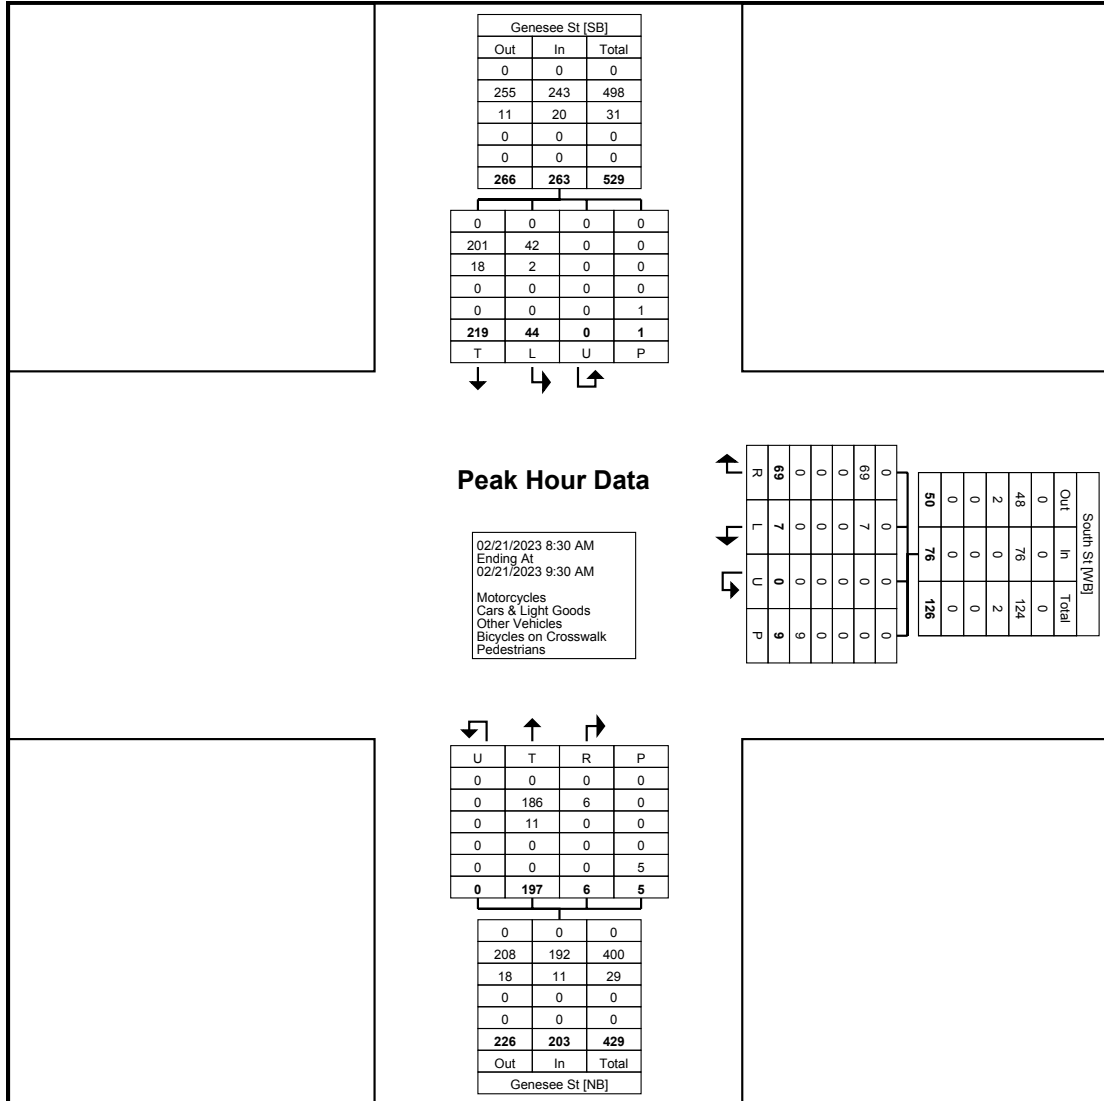 Genesee St [SB]
Out In Total
0 0 0
255 243 498
11 20 31
0 0 0
0 0 0
266 263 529
0 0 0 0
201 42 0 0
18 2 0 0
0 0 0 0
0 0 0 1
219 44 0 1
T L U P
Peak Hour Data
02/21/2023 8:30 AM
Ending At
02/21/2023 9:30 AM
Motorcycles
Cars & Light Goods
Other Vehicles
Bicycles on Crosswalk
Pedestrians
South St [WB]
Out In Total
0 0 0
48 76 124
2 0 2
0 0 0
0 0 0
50 76 126
0 0 0 0
69 7 0 0
0 0 0 0
0 0 0 0
0 0 0 9
69 7 0 9
R L U P
U T R P
0 0 0 0
0 186 6 0
0 11 0 0
0 0 0 0
0 0 0 5
0 197 6 5
0 0 0
208 192 400
18 11 29
0 0 0
0 0 0
226 203 429
Out In Total
Genesee St [NB]